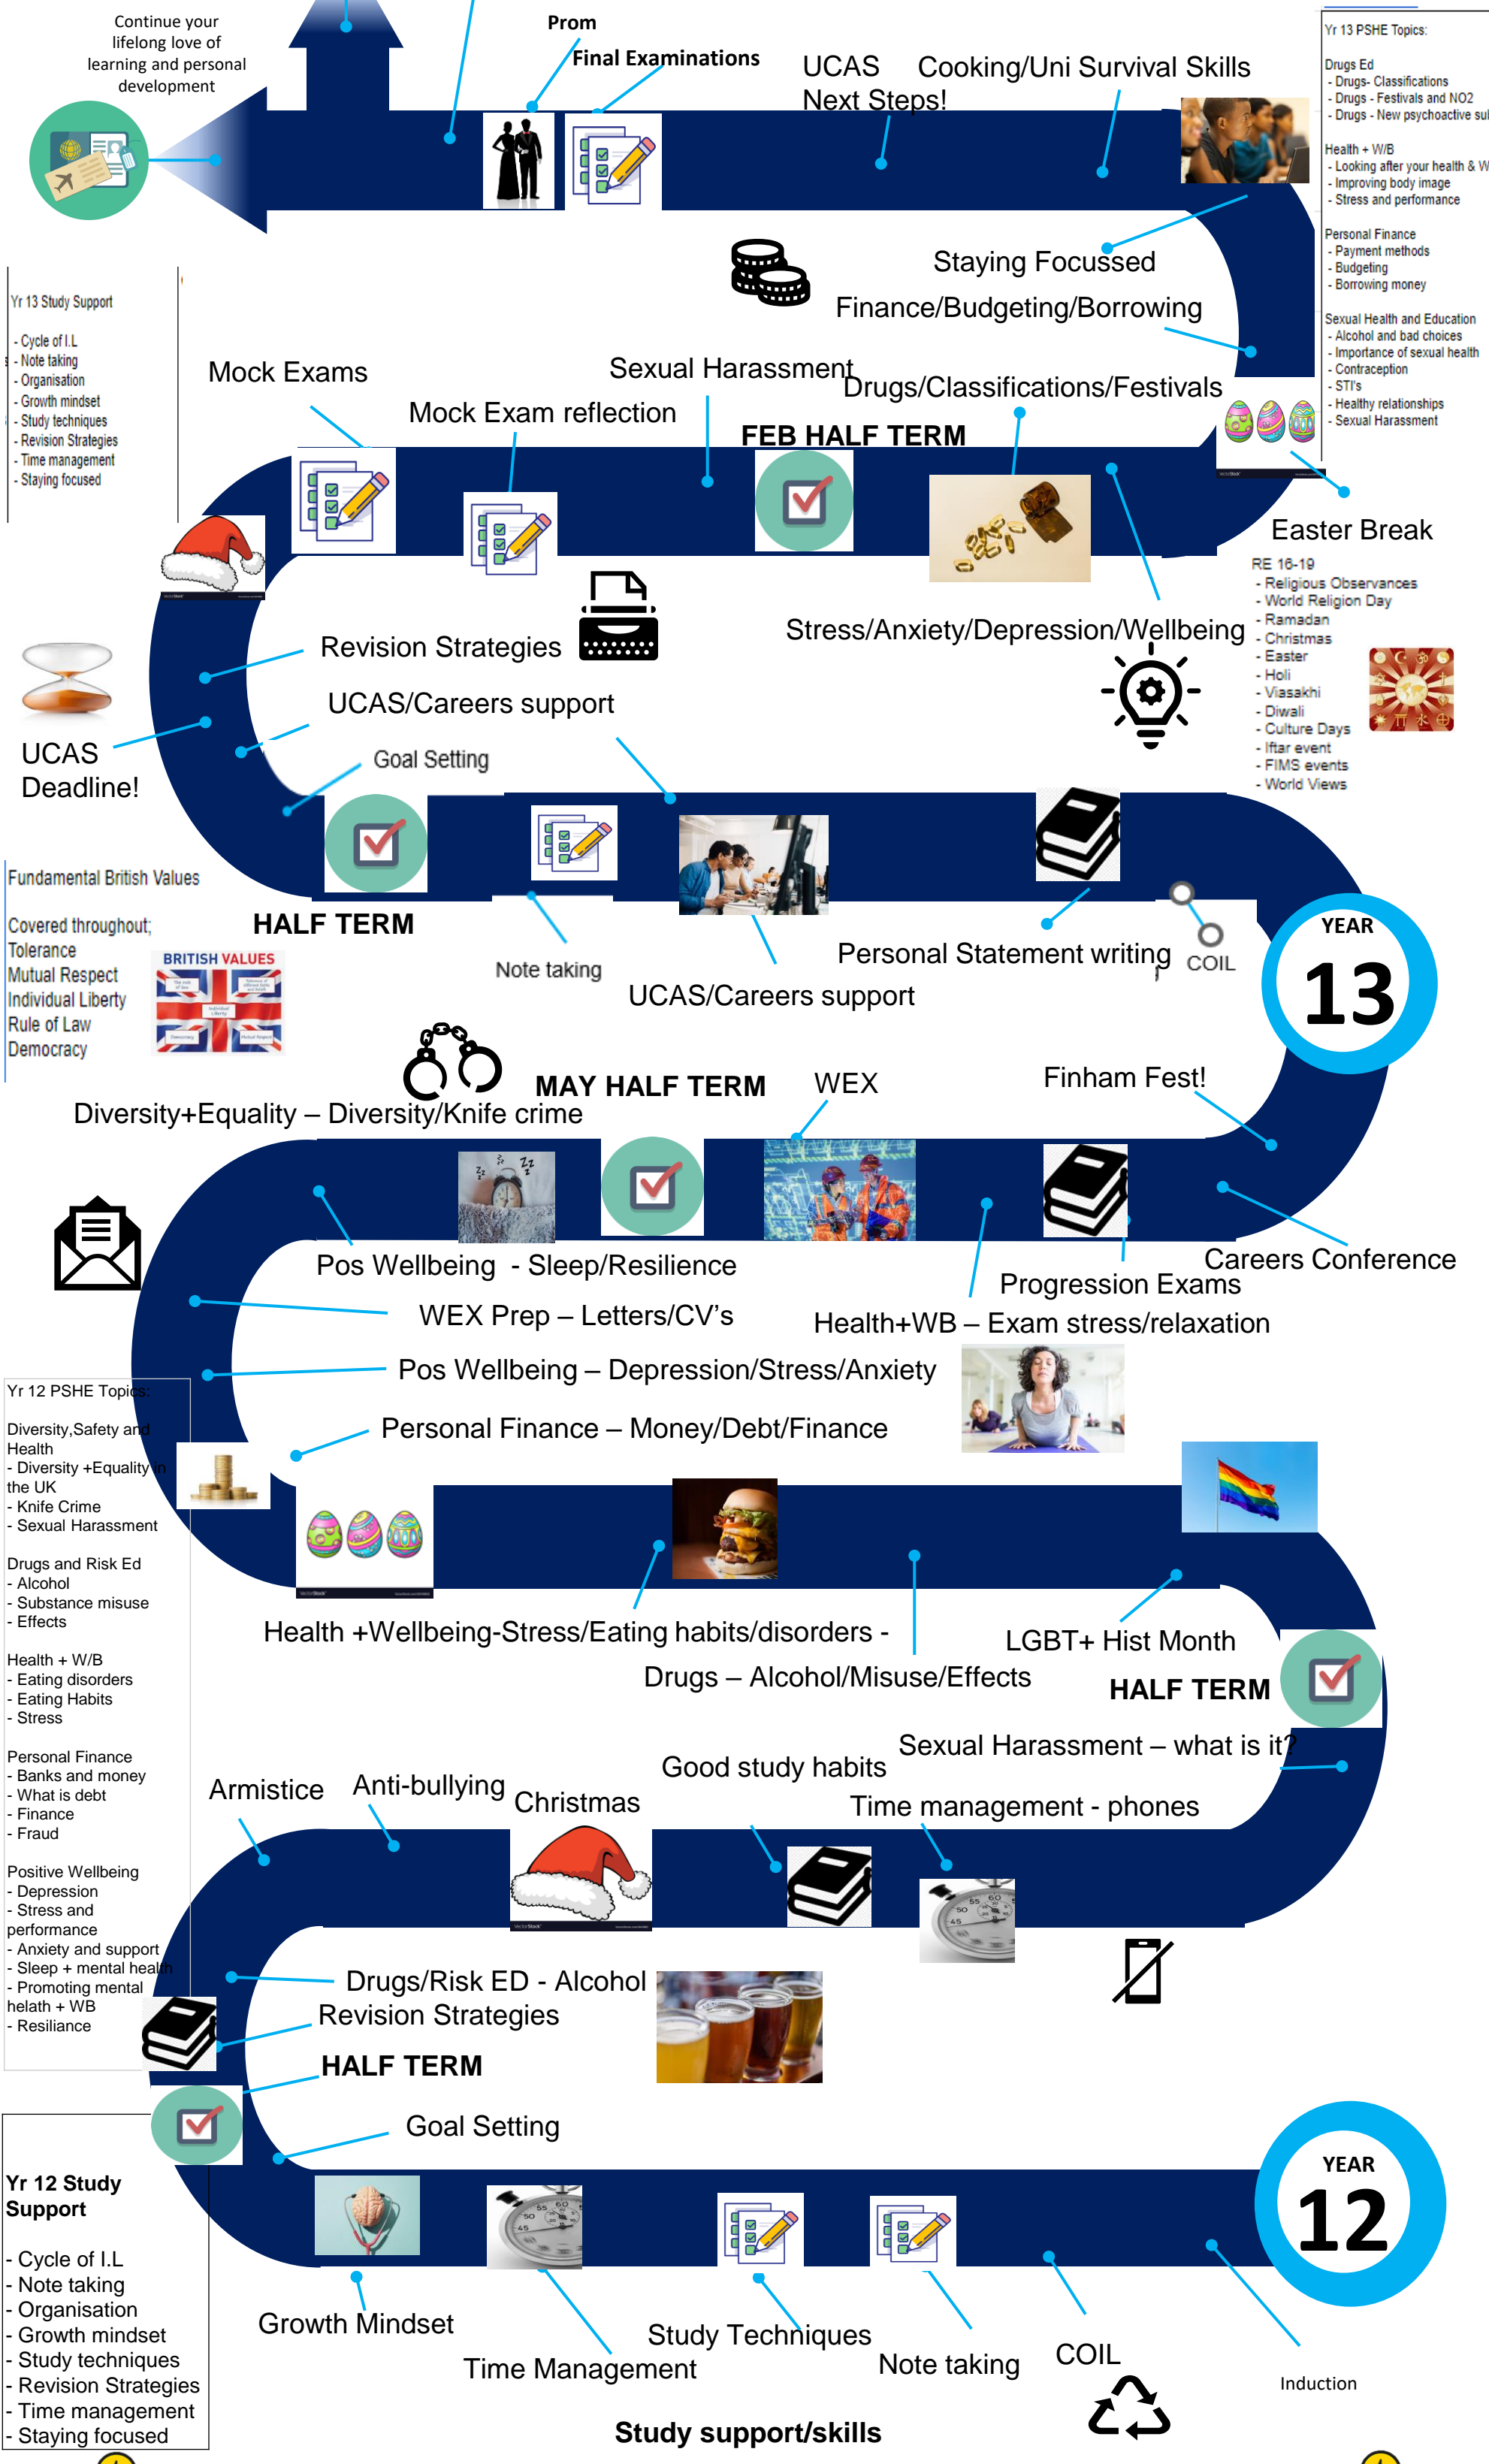 Continue your
lifelong love of
learning and personal
development
Prom
Final Examinations
UCAS
Next Steps!
Cooking/Uni Survival Skills
Yr 13 PSHE Topics:
Drugs Ed
- Drugs- Classifications
- Drugs - Festivals and NO2
- Drugs - New psychoactive
Health + W/B
- Looking after your health &
- Improving body image
- Stress and performance
Personal Finance
- Payment methods
- Budgeting
- Borrowing money
Sexual Health and Education
- Alcohol and bad choices
- Importance of sexual health
- Contraception
- STI's
- Healthy relationships
- Sexual Harassment
Staying Focussed
Finance/Budgeting/Borrowing
Yr 13 Study Support
- Cycle of I.L
- Note taking
- Organisation
- Growth mindset
- Study techniques
- Revision Strategies
- Time management
- Staying focused
Mock Exams
Mock Exam reflection
Sexual Harassment
Drugs/Classifications/Festivals
FEB HALF TERM
Easter Break
RE 16-19
- Religious Observances
- World Religion Day
- Ramadan
- Christmas
- Easter
- Holi
- Viasakhi
- Diwali
- Culture Days
- Iftar event
- FIMS events
- World Views
Stress/Anxiety/Depression/Wellbeing
Revision Strategies
UCAS/Careers support
UCAS
Deadline!
Goal Setting
Fundamental British Values
Covered throughout;
Tolerance
Mutual Respect
Individual Liberty
Rule of Law
Democracy
BRITISH VALUES
Individual
Liberty
Democracy
Mutual Respect
HALF TERM
Note taking
UCAS/Careers support
Personal Statement writing
COIL
YEAR
13
MAY HALF TERM
WEX
Finham Fest!
Diversity+Equality – Diversity/Knife crime
Pos Wellbeing - Sleep/Resilience
Careers Conference
Progression Exams
WEX Prep – Letters/CV's
Health+WB – Exam stress/relaxation
Pos Wellbeing – Depression/Stress/Anxiety
Personal Finance – Money/Debt/Finance
Yr 12 PSHE Topics:
Diversity,Safety and
Health
- Diversity +Equality in
the UK
- Knife Crime
- Sexual Harassment
Drugs and Risk Ed
- Alcohol
- Substance misuse
- Effects
Health + W/B
- Eating disorders
- Eating Habits
- Stress
Personal Finance
- Banks and money
- What is debt
- Finance
- Fraud
Positive Wellbeing
- Depression
- Stress and
performance
- Anxiety and support
- Sleep + mental health
- Promoting mental
helath + WB
- Resiliance
Health +Wellbeing-Stress/Eating habits/disorders -
Drugs – Alcohol/Misuse/Effects
LGBT+ Hist Month
HALF TERM
Sexual Harassment – what is it?
Good study habits
Time management - phones
Armistice
Anti-bullying
Christmas
Drugs/Risk ED - Alcohol
Revision Strategies
HALF TERM
Goal Setting
Yr 12 Study
Support
- Cycle of I.L
- Note taking
- Organisation
- Growth mindset
- Study techniques
- Revision Strategies
- Time management
- Staying focused
YEAR
12
Growth Mindset
Time Management
Study Techniques
Note taking
COIL
Induction
Study support/skills